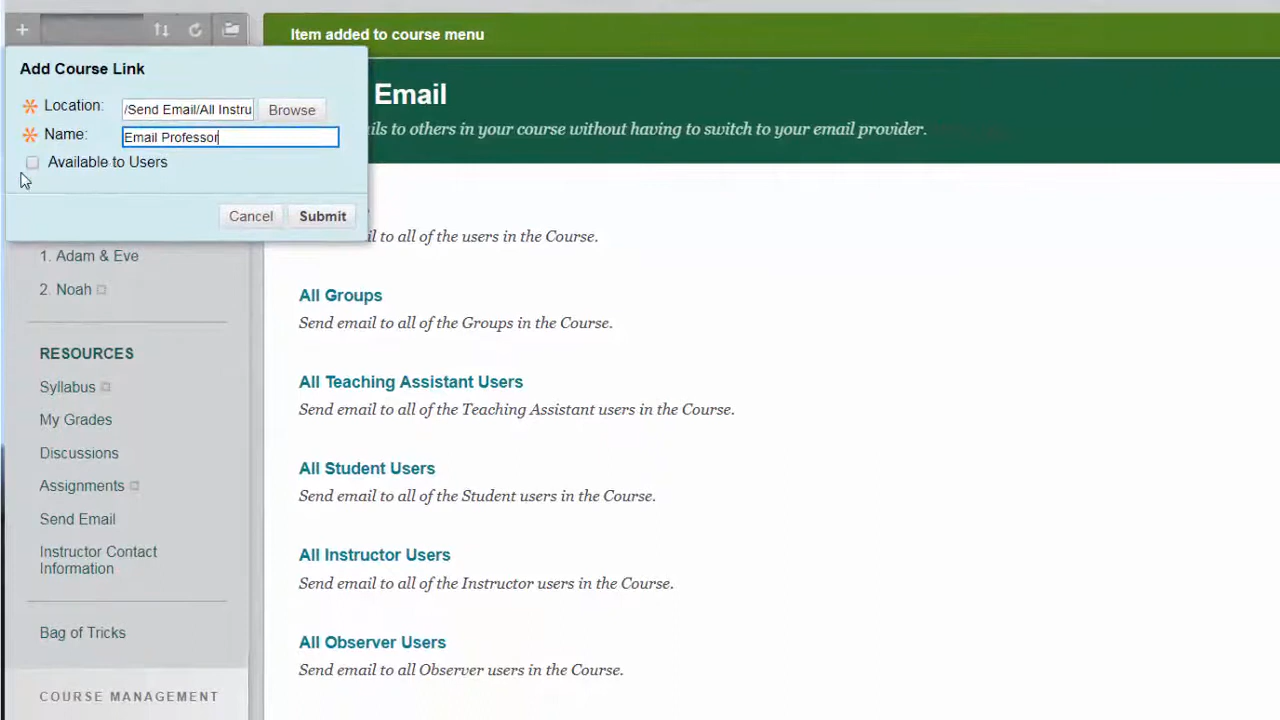 Item added to course menu
Add Course Link
Location: /Send Email/All Instru Browse
Name: Email Professor
Available to Users
Cancel Submit
Email
to others in your course without having to switch to your email provider.
to all of the users in the Course.
All Groups
Send email to all of the Groups in the Course.
All Teaching Assistant Users
Send email to all of the Teaching Assistant users in the Course.
All Student Users
Send email to all of the Student users in the Course.
All Instructor Users
Send email to all of the Instructor users in the Course.
All Observer Users
Send email to all Observer users in the Course.
1. Adam & Eve
2. Noah
RESOURCES
Syllabus
My Grades
Discussions
Assignments
Send Email
Instructor Contact
Information
Bag of Tricks
COURSE MANAGEMENT